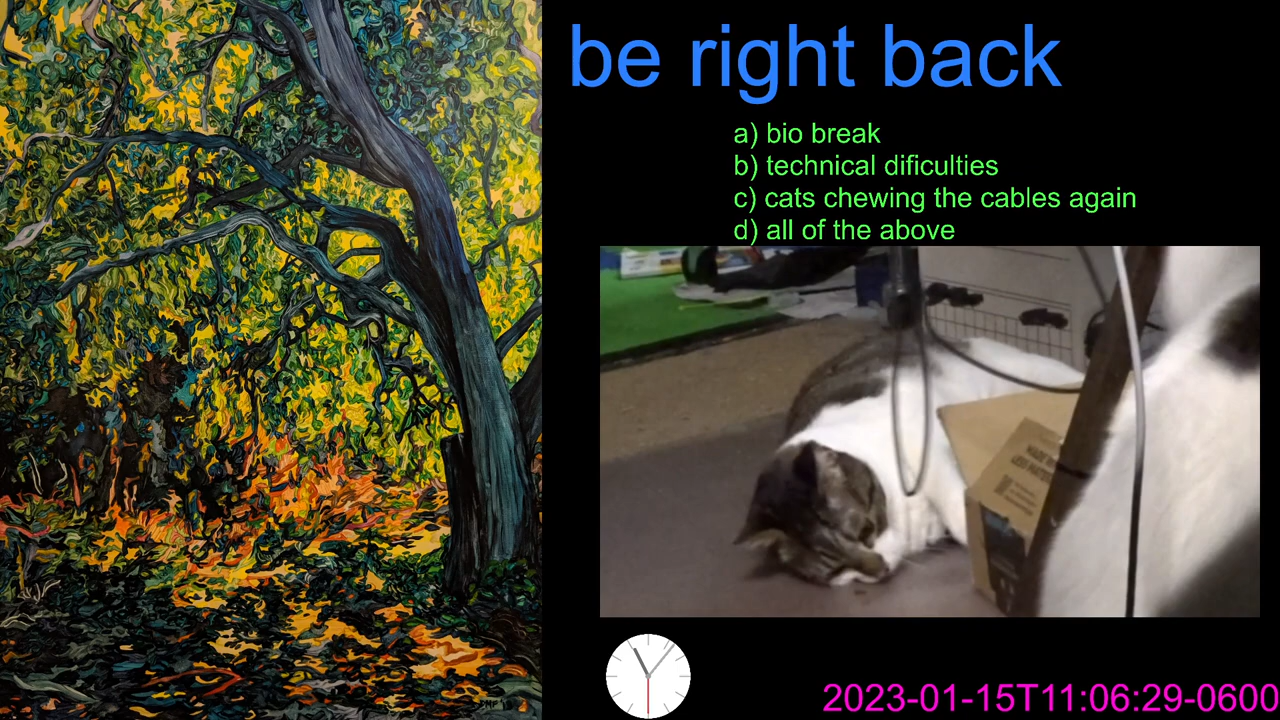 be right back
a) bio break
b) technical dificulties
c) cats chewing the cables again
d) all of the above
2023-01-15T11:06:29-0600